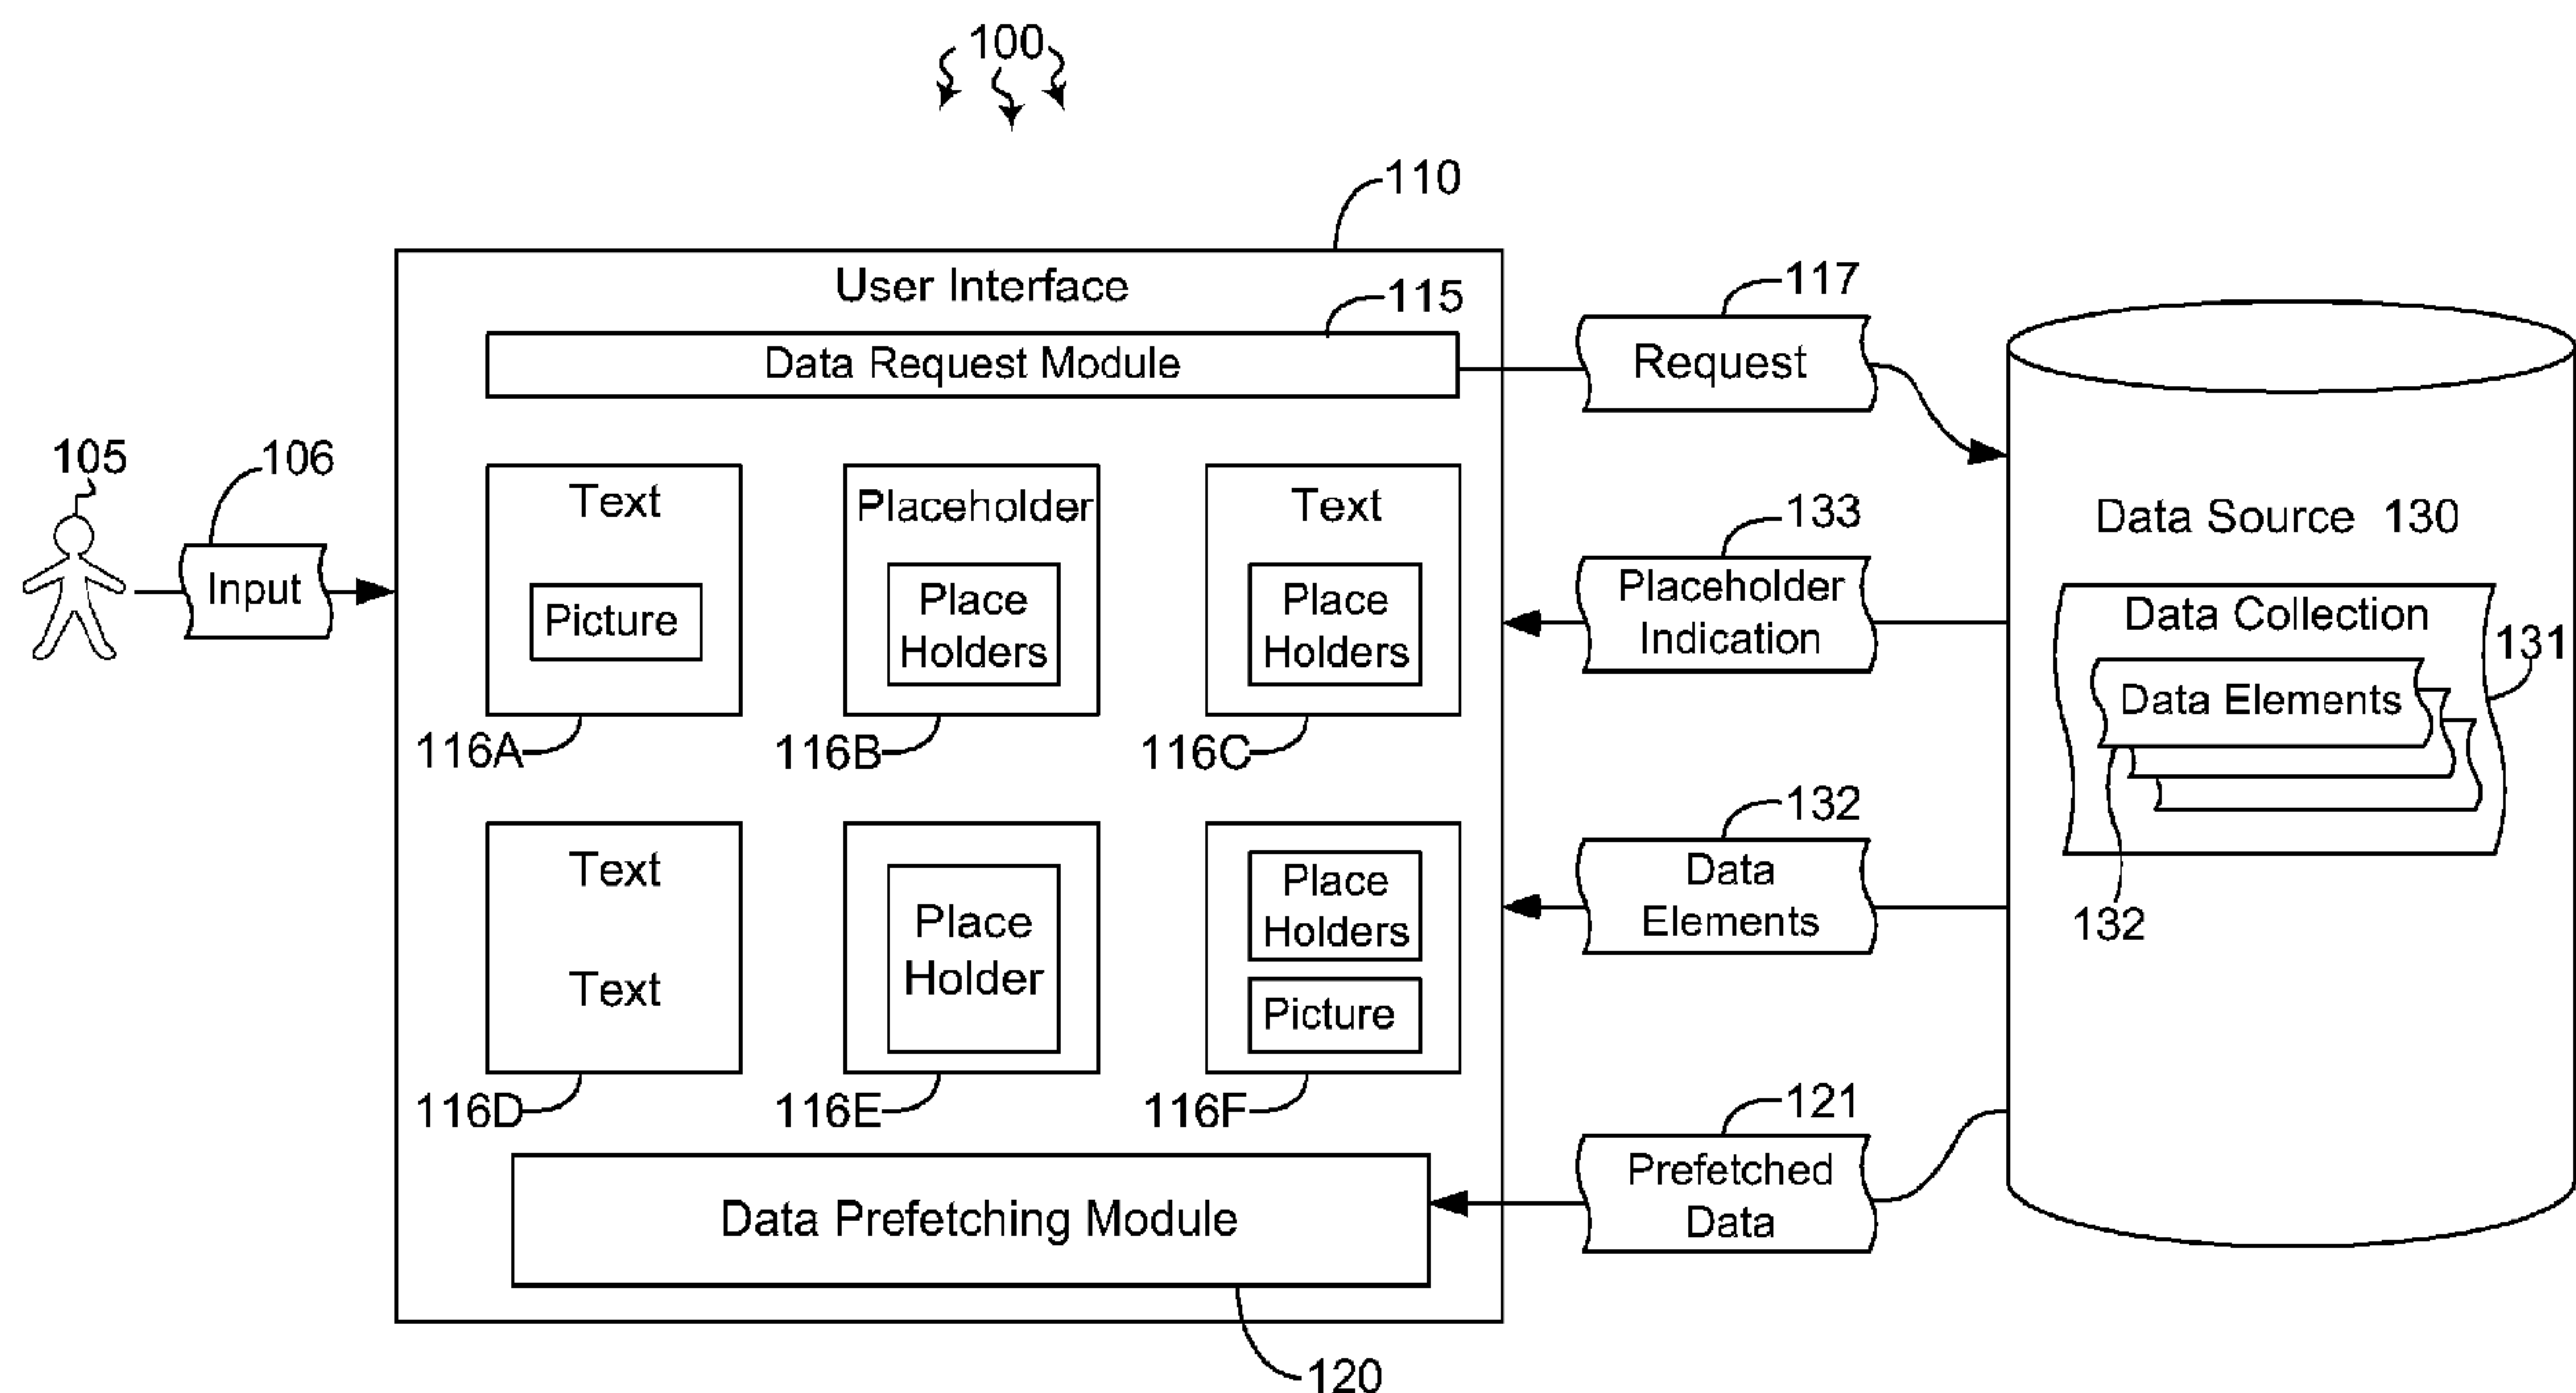 100
110
User Interface
115
Data Request Module
117
Request
105
106
Input
Text
Picture
116A
Placeholder
Place
Holders
116B
Text
Place
Holders
116C
133
Placeholder
Indication
Data Source 130
Data Collection
131
Data Elements
132
Text
Text
116D
Place
Holder
116E
Place
Holders
Picture
116F
132
Data
Elements
121
Prefetched
Data
Data Prefetching Module
120